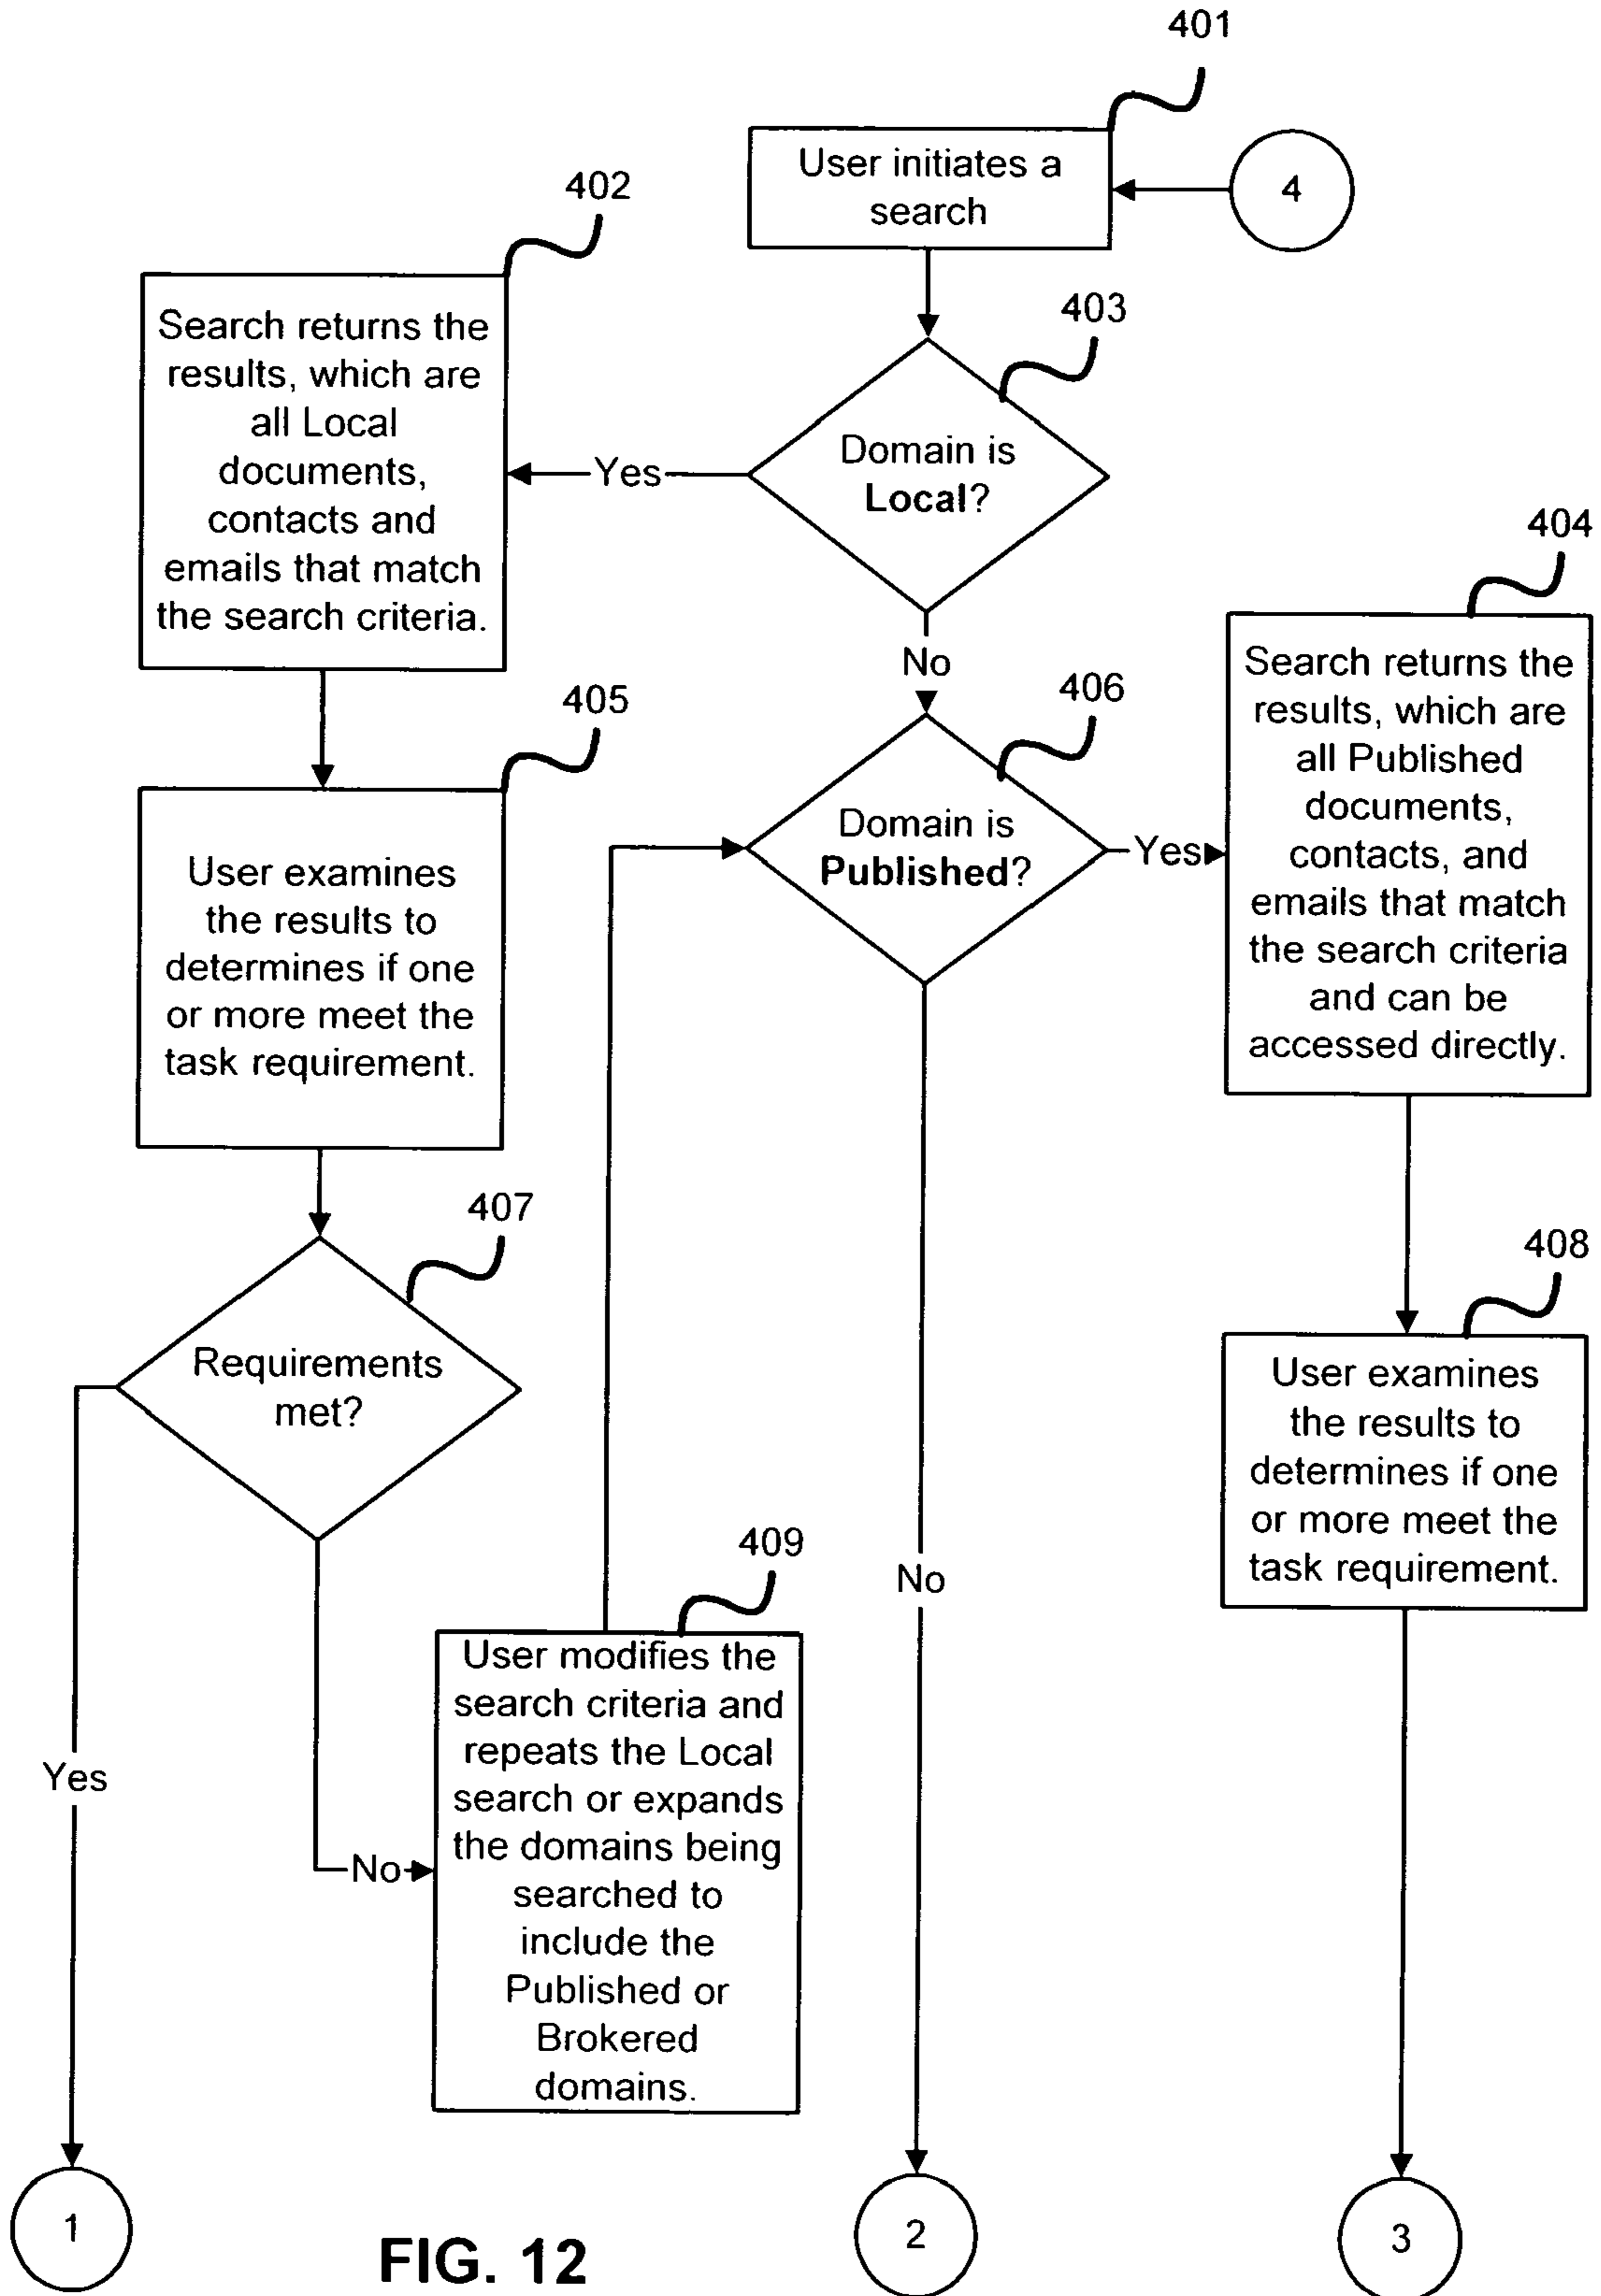 401
User initiates a
search
4
402
Search returns the
results, which are
all Local
documents,
contacts and
emails that match
the search criteria.
403
Domain is
Local?
Yes
No
404
Search returns the
results, which are
all Published
documents,
contacts, and
emails that match
the search criteria
and can be
accessed directly.
405
User examines
the results to
determines if one
or more meet the
task requirement.
406
Domain is
Published?
Yes
No
407
Requirements
met?
Yes
No
408
User examines
the results to
determines if one
or more meet the
task requirement.
409
User modifies the
search criteria and
repeats the Local
search or expands
the domains being
searched to
include the
Published or
Brokered
domains.
1
FIG. 12
2
3